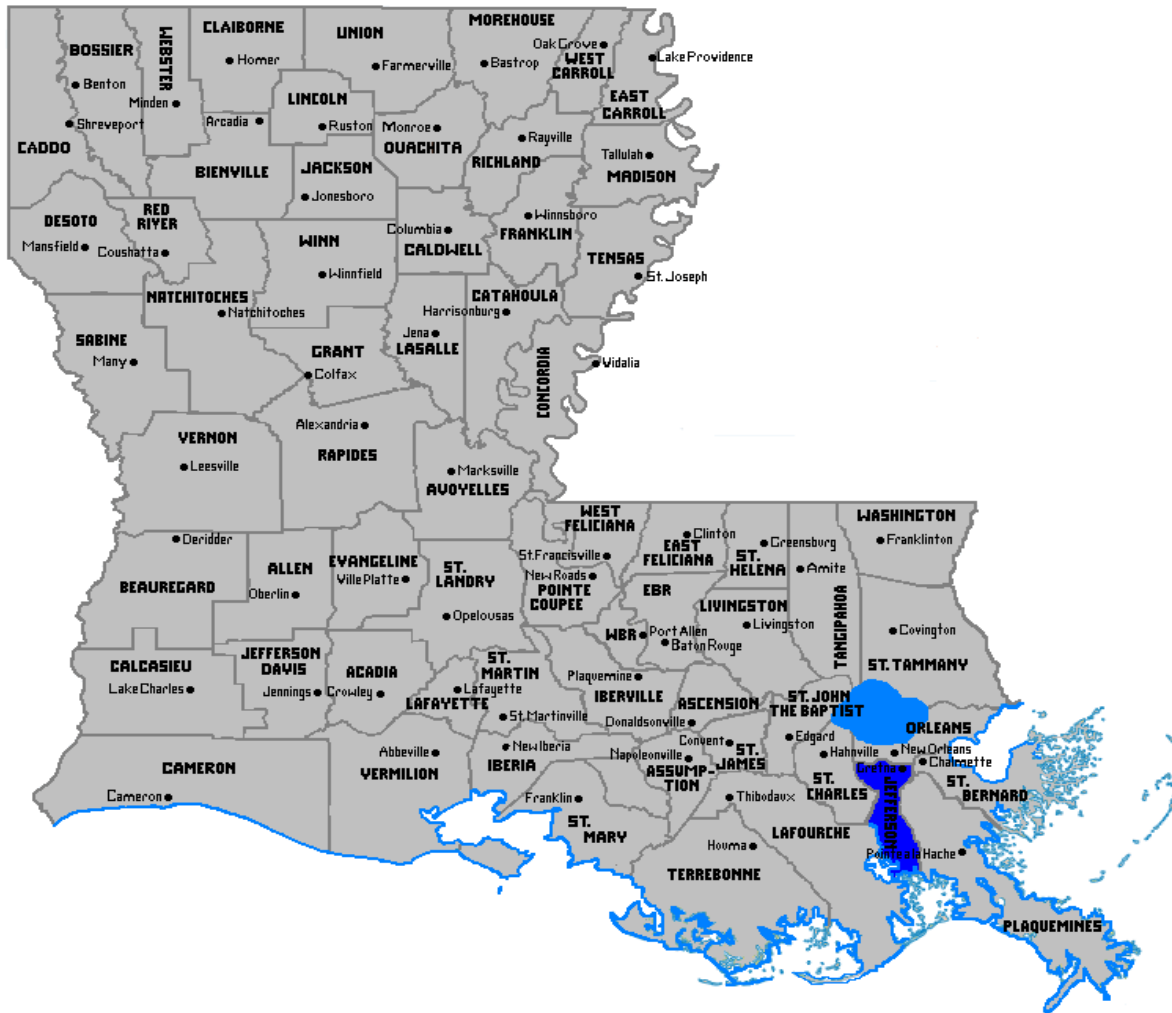 MOREHOUSE
CLAIBORNE
UNION
BOSSIER
WEBSTER
Oak Grove
WEST
CARROLL
Lake Providence
Homer
Farmerville
Bastrop
Benton
Minden
LINCOLN
EAST
CARROLL
Shreveport
Arcadia
Ruston
Monroe
OUACHITA
Rayville
RICHLAND
Tallulah
MADISON
CADDO
BIENVILLE
JACKSON
Jonesboro
RED
RIVER
DESOTO
Mansfield
Coushatta
WINN
Winnfield
Columbia
CALDWELL
Winnsboro
FRANKLIN
TENSAS
St. Joseph
NATCHITOCHES
Natchitoches
CATAHOULA
Harrisonburg
SABINE
Many
GRANT
Colfax
Jena
LASALLE
CONCORDIA
Vidalia
VERNON
Leesville
Alexandria
RAPIDES
Marksville
AVOYELLES
WEST
FELICIANA
St. Francisville
Clinton
EAST
FELICIANA
Greensburg
ST.
HELENA
WASHINGTON
Franklinton
Deridder
BEAUREGARD
ALLEN
Oberlin
EVANGELINE
Ville Platte
ST.
LANDRY
Opelousas
New Roads
POINTE
COUPEE
EBR
Amite
TANGIPAHOA
LIVINGSTON
Livingston
WBR
Port Allen
Baton Rouge
Covington
ST. TAMMANY
CALCASIEU
Lake Charles
JEFFERSON
DAVIS
Jennings
ACADIA
Crowley
Lafayette
LAFAYETTE
ST.
MARTIN
St. Martinville
Plaquemine
IBERVILLE
ASCENSION
Donaldsonville
ST. JOHN
THE BAPTIST
ORLEANS
CAMERON
Cameron
Abbeville
VERMILION
New Iberia
IBERIA
Napoleonville
ASSUMP-
TION
Convent
ST.
JAMES
Edgard
Hahnville
New Orleans
Chalmette
Gretna
JEFFERSON
ST.
CHARLES
ST.
BERNARD
Franklin
ST.
MARY
Thibodaux
LAFOURCHE
Houma
TERREBONNE
Pointe a la Hache
PLAQUEMINES